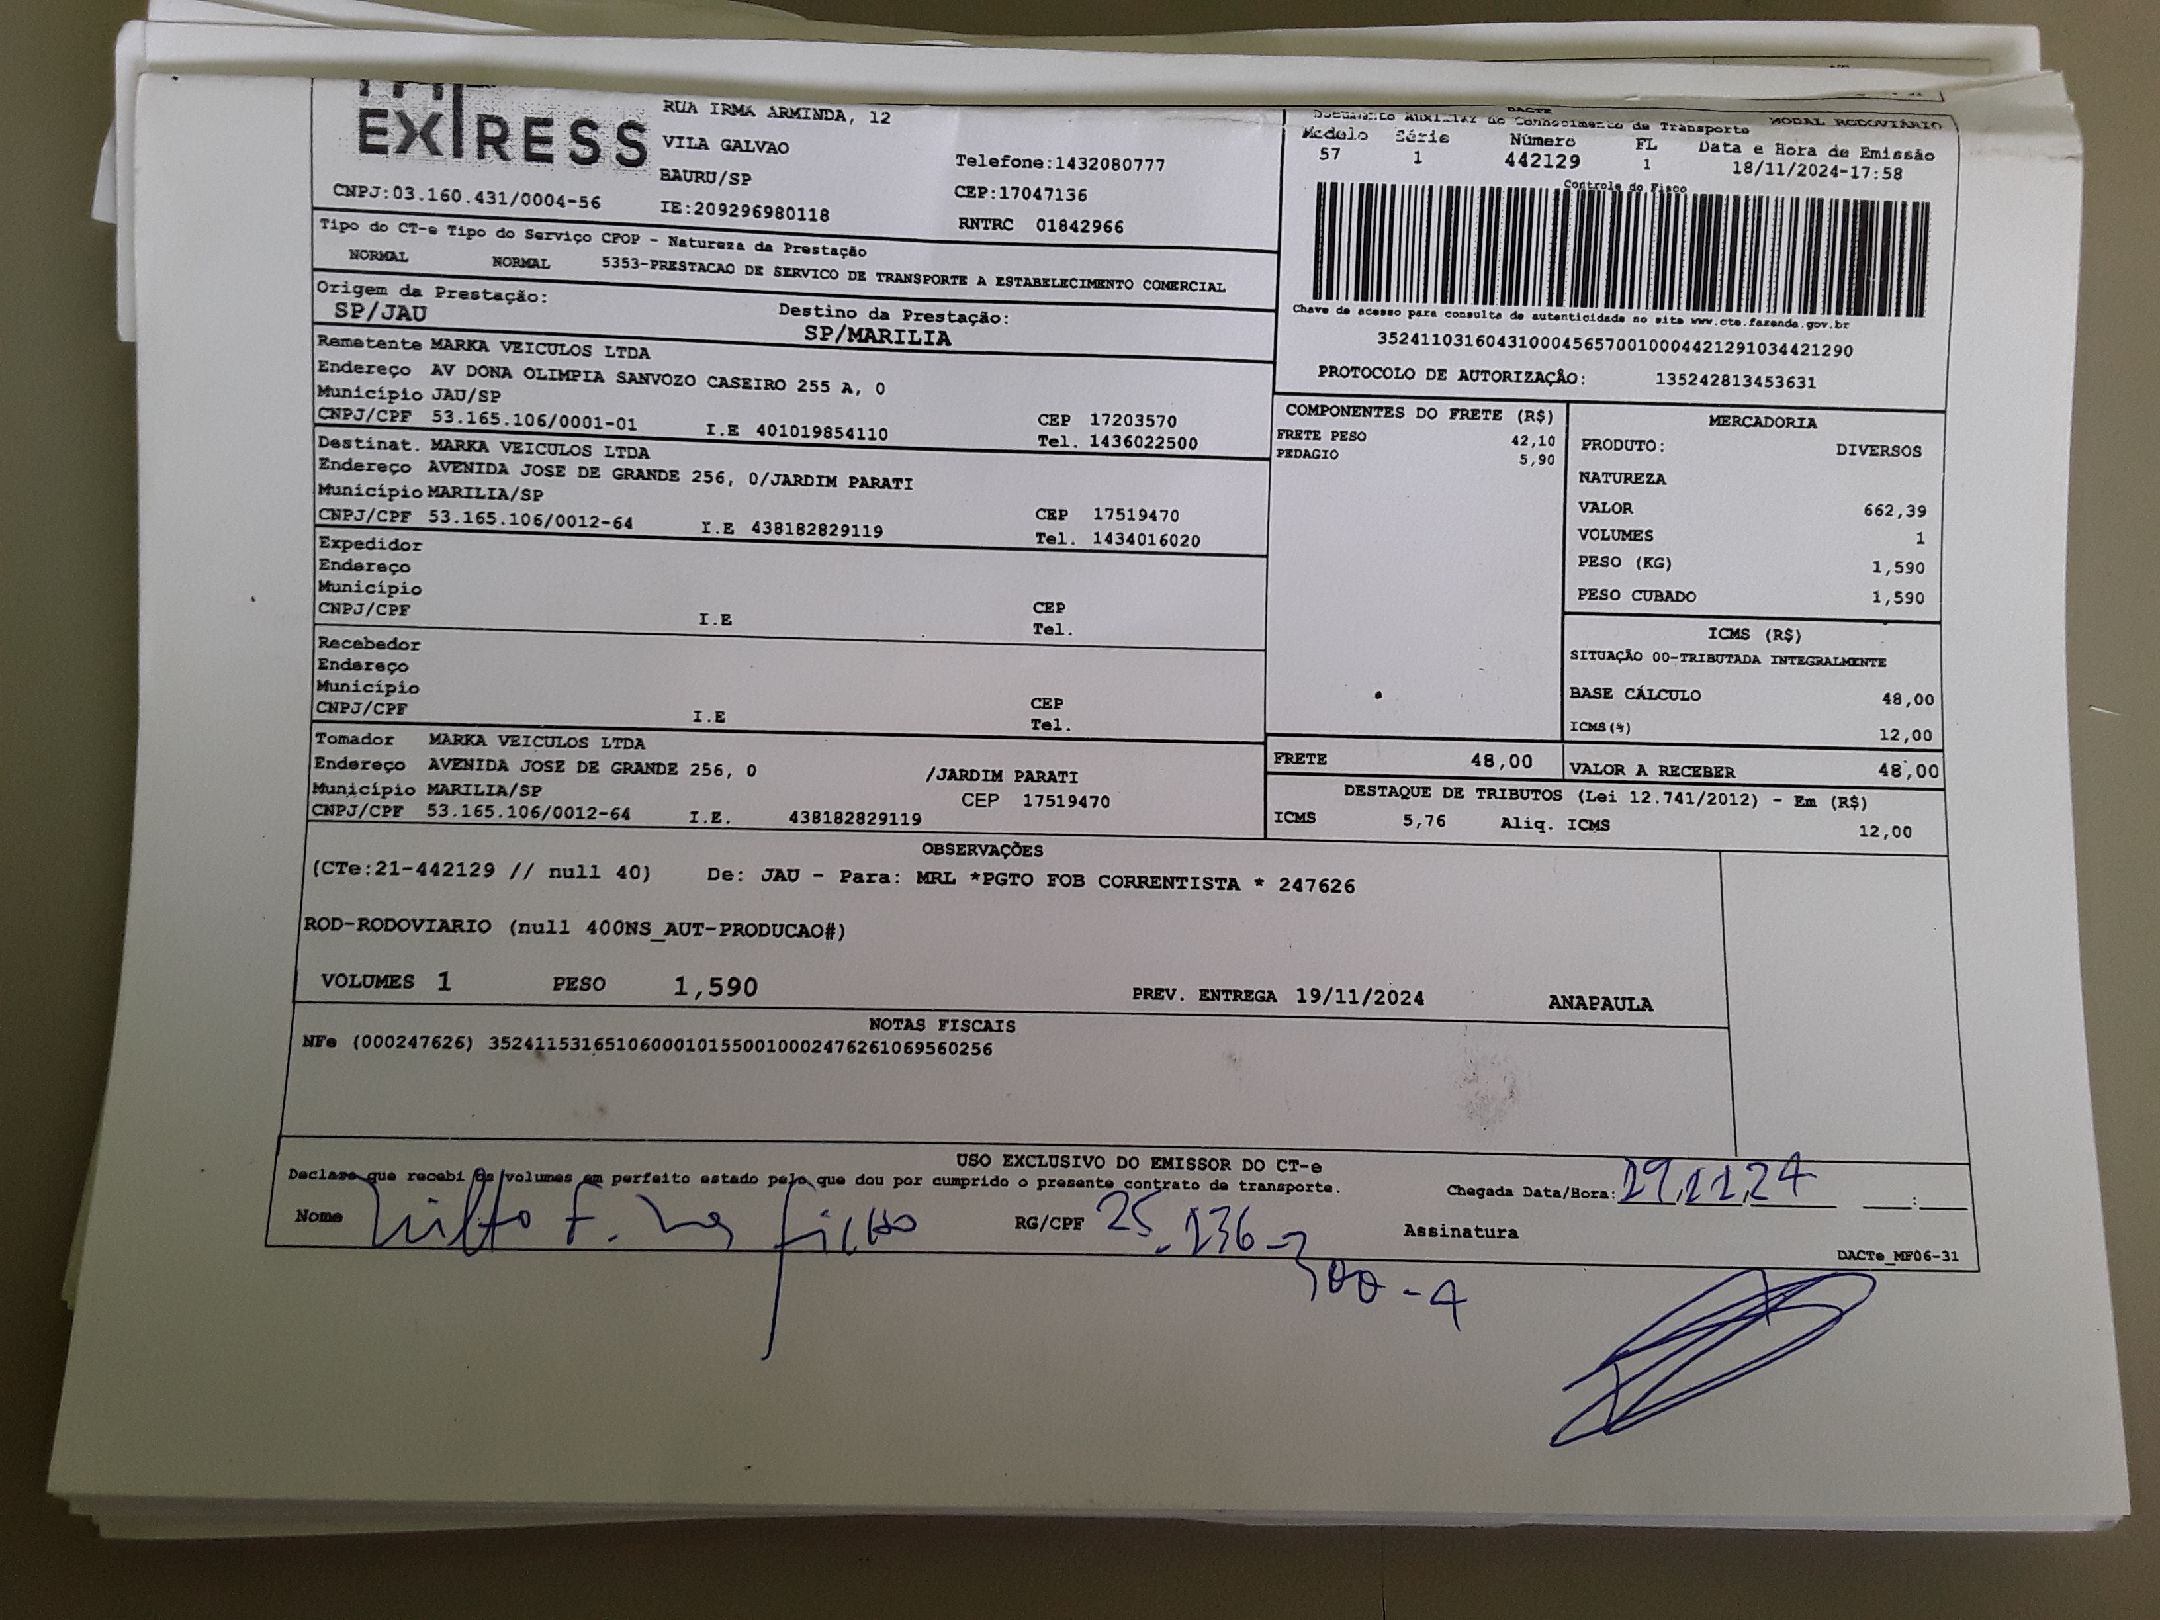 EXPRESS
RUA IRMA ARMINDA, 12
VILA GALVAO
BAURU/SP
IE:209296980118
CNPJ:03.160.431/0004-56
Telefone:1432080777
CEP:17047136
RNTRC 01842966
DACTE
Documento Auxiliar do Conhecimento de Transporte
MODAL RODOVIÁRIO
Modelo Série Número FL Data e Hora de Emissão
57 1 442129 1 18/11/2024-17:58
Controle do Fisco
Chave de acesso para consulta de autenticidade no site www.cte.fazenda.gov.br
35241103160431000456570010004421291034421290
PROTOCOLO DE AUTORIZAÇÃO: 135242813453631
Tipo do CT-e Tipo do Serviço CFOP - Natureza da Prestação
NORMAL NORMAL 5353-PRESTACAO DE SERVICO DE TRANSPORTE A ESTABELECIMENTO COMERCIAL
Origem da Prestação: Destino da Prestação:
SP/JAU SP/MARILIA
Remetente MARKA VEICULOS LTDA
Endereço AV DONA OLIMPIA SANVOZO CASEIRO 255 A, 0
Município JAU/SP CEP 17203570
CNPJ/CPF 53.165.106/0001-01 I.E 401019854110 Tel. 1436022500
Destinat. MARKA VEICULOS LTDA
Endereço AVENIDA JOSE DE GRANDE 256, 0/JARDIM PARATI
Município MARILIA/SP CEP 17519470
CNPJ/CPF 53.165.106/0012-64 I.E 438182829119 Tel. 1434016020
Expedidor
Endereço
Município CEP
CNPJ/CPF I.E Tel.
Recebedor
Endereço
Município CEP
CNPJ/CPF I.E Tel.
Tomador MARKA VEICULOS LTDA
Endereço AVENIDA JOSE DE GRANDE 256, 0 /JARDIM PARATI
Município MARILIA/SP CEP 17519470
CNPJ/CPF 53.165.106/0012-64 I.E. 438182829119
COMPONENTES DO FRETE (R$)
FRETE PESO 42,10
PEDAGIO 5,90
MERCADORIA
PRODUTO: DIVERSOS
NATUREZA
VALOR 662,39
VOLUMES 1
PESO (KG) 1,590
PESO CUBADO 1,590
ICMS (R$)
SITUAÇÃO 00-TRIBUTADA INTEGRALMENTE
BASE CÁLCULO 48,00
ICMS(%) 12,00
FRETE 48,00 VALOR A RECEBER 48,00
DESTAQUE DE TRIBUTOS (Lei 12.741/2012) - Em (R$)
ICMS 5,76 Aliq. ICMS 12,00
OBSERVAÇÕES
(CTe:21-442129 // null 40) De: JAU - Para: MRL *PGTO FOB CORRENTISTA * 247626
ROD-RODOVIARIO (null 400NS_AUT-PRODUCAO#)
VOLUMES 1 PESO 1,590 PREV. ENTREGA 19/11/2024 ANAPAULA
NOTAS FISCAIS
NFe (000247626) 35241153165106000101550010002476261069560256
USO EXCLUSIVO DO EMISSOR DO CT-e
Declaro que recebi os volumes em perfeito estado pelo que dou por cumprido o presente contrato de transporte.
Chegada Data/Hora: 19,11,24 :
Nome
RG/CPF 25.136-300-4 Assinatura
DACTe_MF06-31